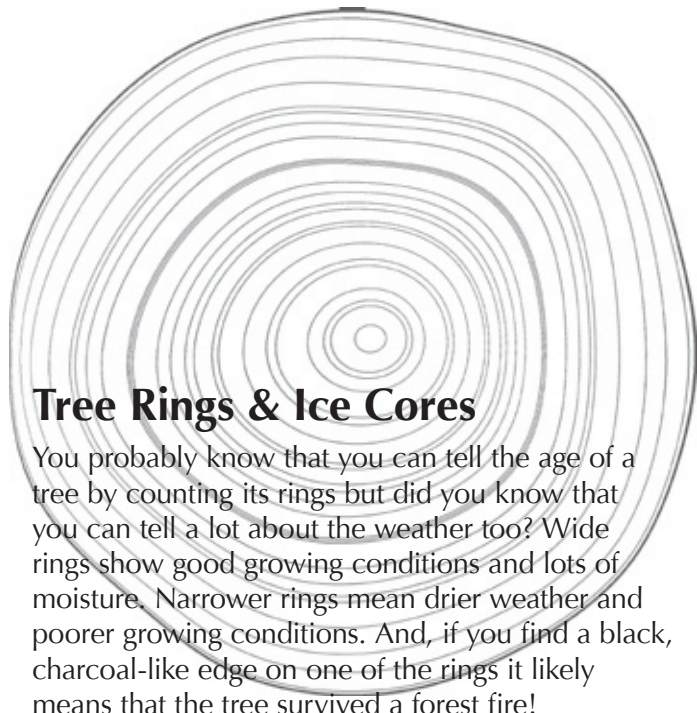 Tree Rings & Ice Cores
You probably know that you can tell the age of a
tree by counting its rings but did you know that
you can tell a lot about the weather too? Wide
rings show good growing conditions and lots of
moisture. Narrower rings mean drier weather and
poorer growing conditions. And, if you find a black,
charcoal-like edge on one of the rings it likely
means that the tree survived a forest fire!